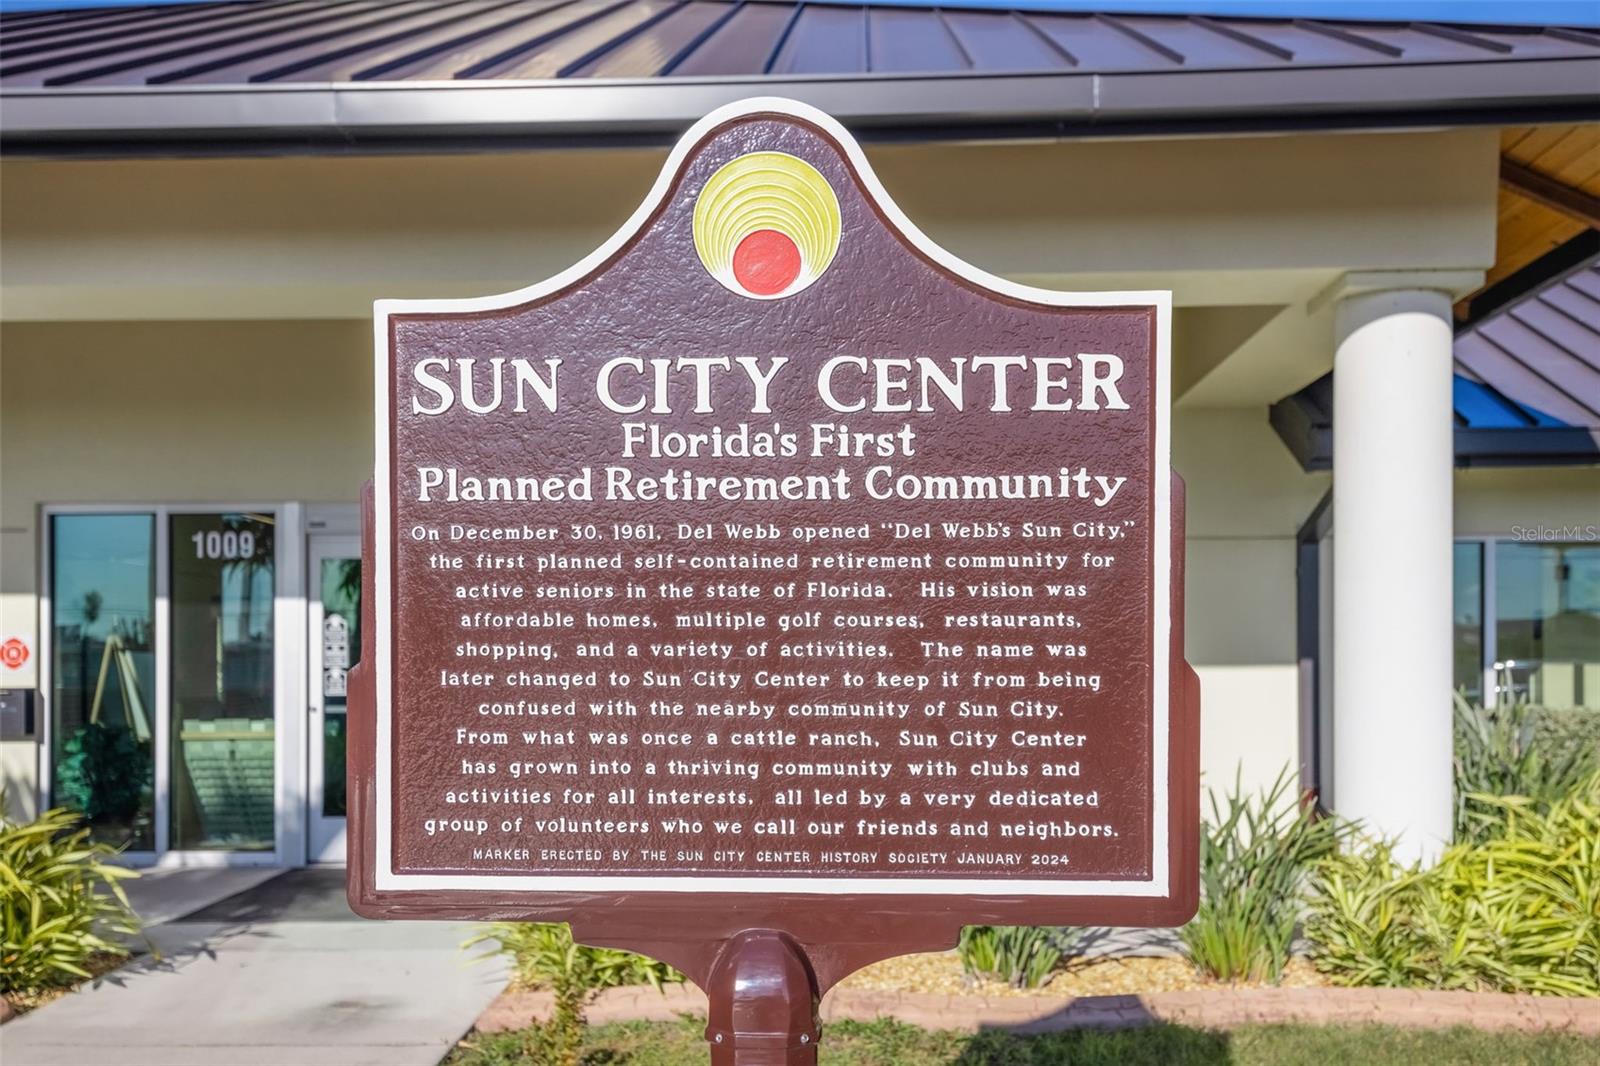 SUN CITY CENTER
Florida's First
Planned Retirement Community
On December 30, 1961, Del Webb opened "Del Webb's Sun City,"
the first planned self-contained retirement community for
active seniors in the state of Florida. His vision was
affordable homes, multiple golf courses, restaurants,
shopping, and a variety of activities. The name was
later changed to Sun City Center to keep it from being
confused with the nearby community of Sun City.
From what was once a cattle ranch, Sun City Center
has grown into a thriving community with clubs and
activities for all interests, all led by a very dedicated
group of volunteers who we call our friends and neighbors.
MARKER ERECTED BY THE SUN CITY CENTER HISTORY SOCIETY JANUARY 2024
1009
StellarMLS